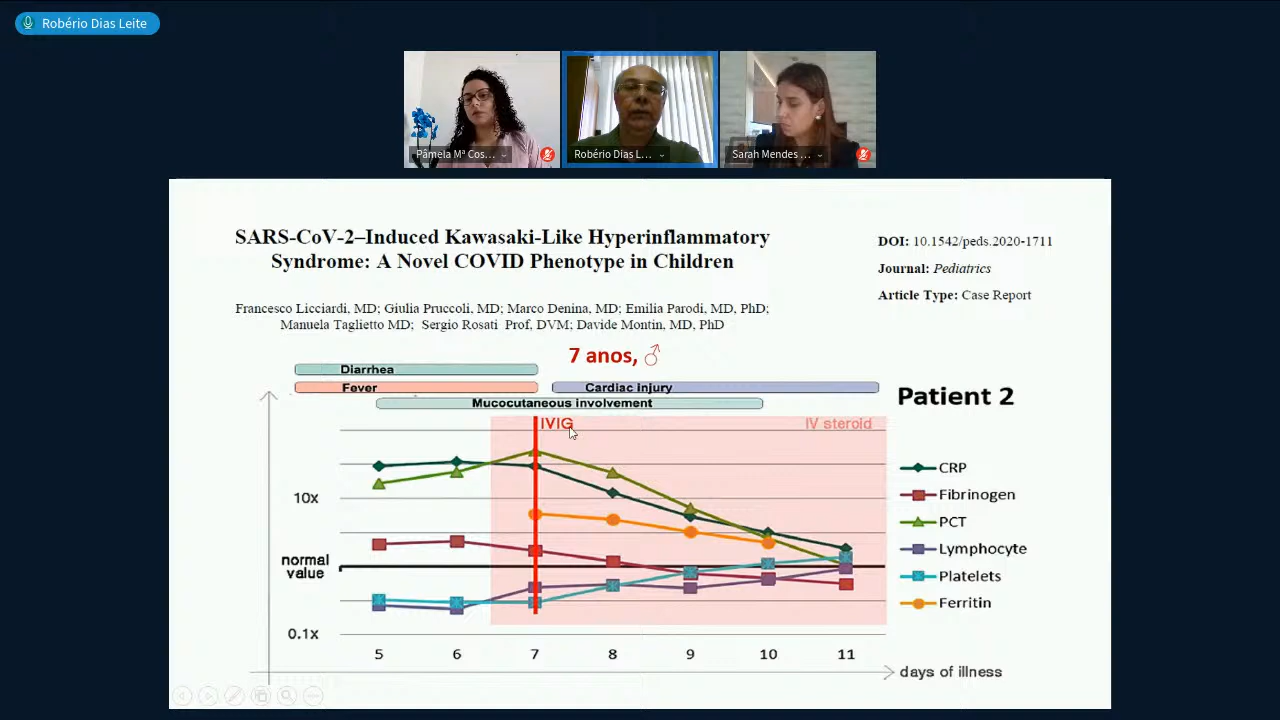 Robério Dias Leite
Pâmela Mª Cos...
Robério Dias L...
Sarah Mendes ...
SARS-CoV-2–Induced Kawasaki-Like Hyperinflammatory
Syndrome: A Novel COVID Phenotype in Children
DOI: 10.1542/peds.2020-1711
Journal: Pediatrics
Article Type: Case Report
Francesco Licciardi, MD; Giulia Pruccoli, MD; Marco Denina, MD; Emilia Parodi, MD, PhD;
Manuela Taglietto MD; Sergio Rosati Prof, DVM; Davide Montin, MD, PhD
7 anos, ♂
Diarrhea
Fever
Cardiac injury
Mucocutaneous involvement
Patient 2
IVIG
IV steroid
10x
normal
value
0.1x
CRP
Fibrinogen
PCT
Lymphocyte
Platelets
Ferritin
5 6 7 8 9 10 11
days of illness